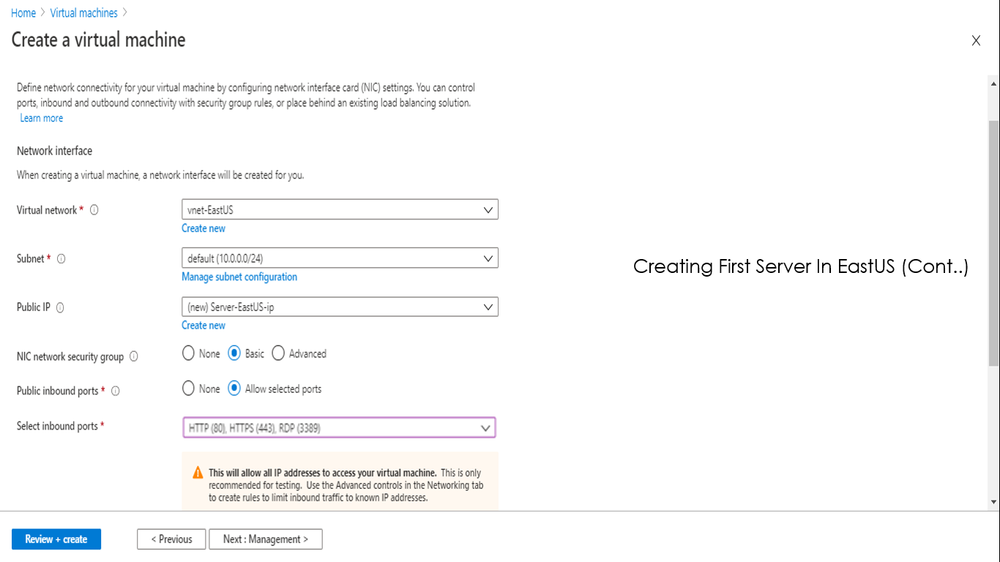 Home > Virtual machines >
Create a virtual machine
X
Define network connectivity for your virtual machine by configuring network interface card (NIC) settings. You can control
ports, inbound and outbound connectivity with security group rules, or place behind an existing load balancing solution.
Learn more
Network interface
When creating a virtual machine, a network interface will be created for you.
Virtual network *
vnet-EastUS
Create new
Subnet *
default (10.0.0.0/24)
Manage subnet configuration
Creating First Server In EastUS (Cont..)
Public IP
(new) Server-EastUS-ip
Create new
NIC network security group
None Basic Advanced
Public inbound ports *
None Allow selected ports
Select inbound ports *
HTTP (80), HTTPS (443), RDP (3389)
This will allow all IP addresses to access your virtual machine. This is only
recommended for testing. Use the Advanced controls in the Networking tab
to create rules to limit inbound traffic to known IP addresses.
Review + create
< Previous
Next : Management >